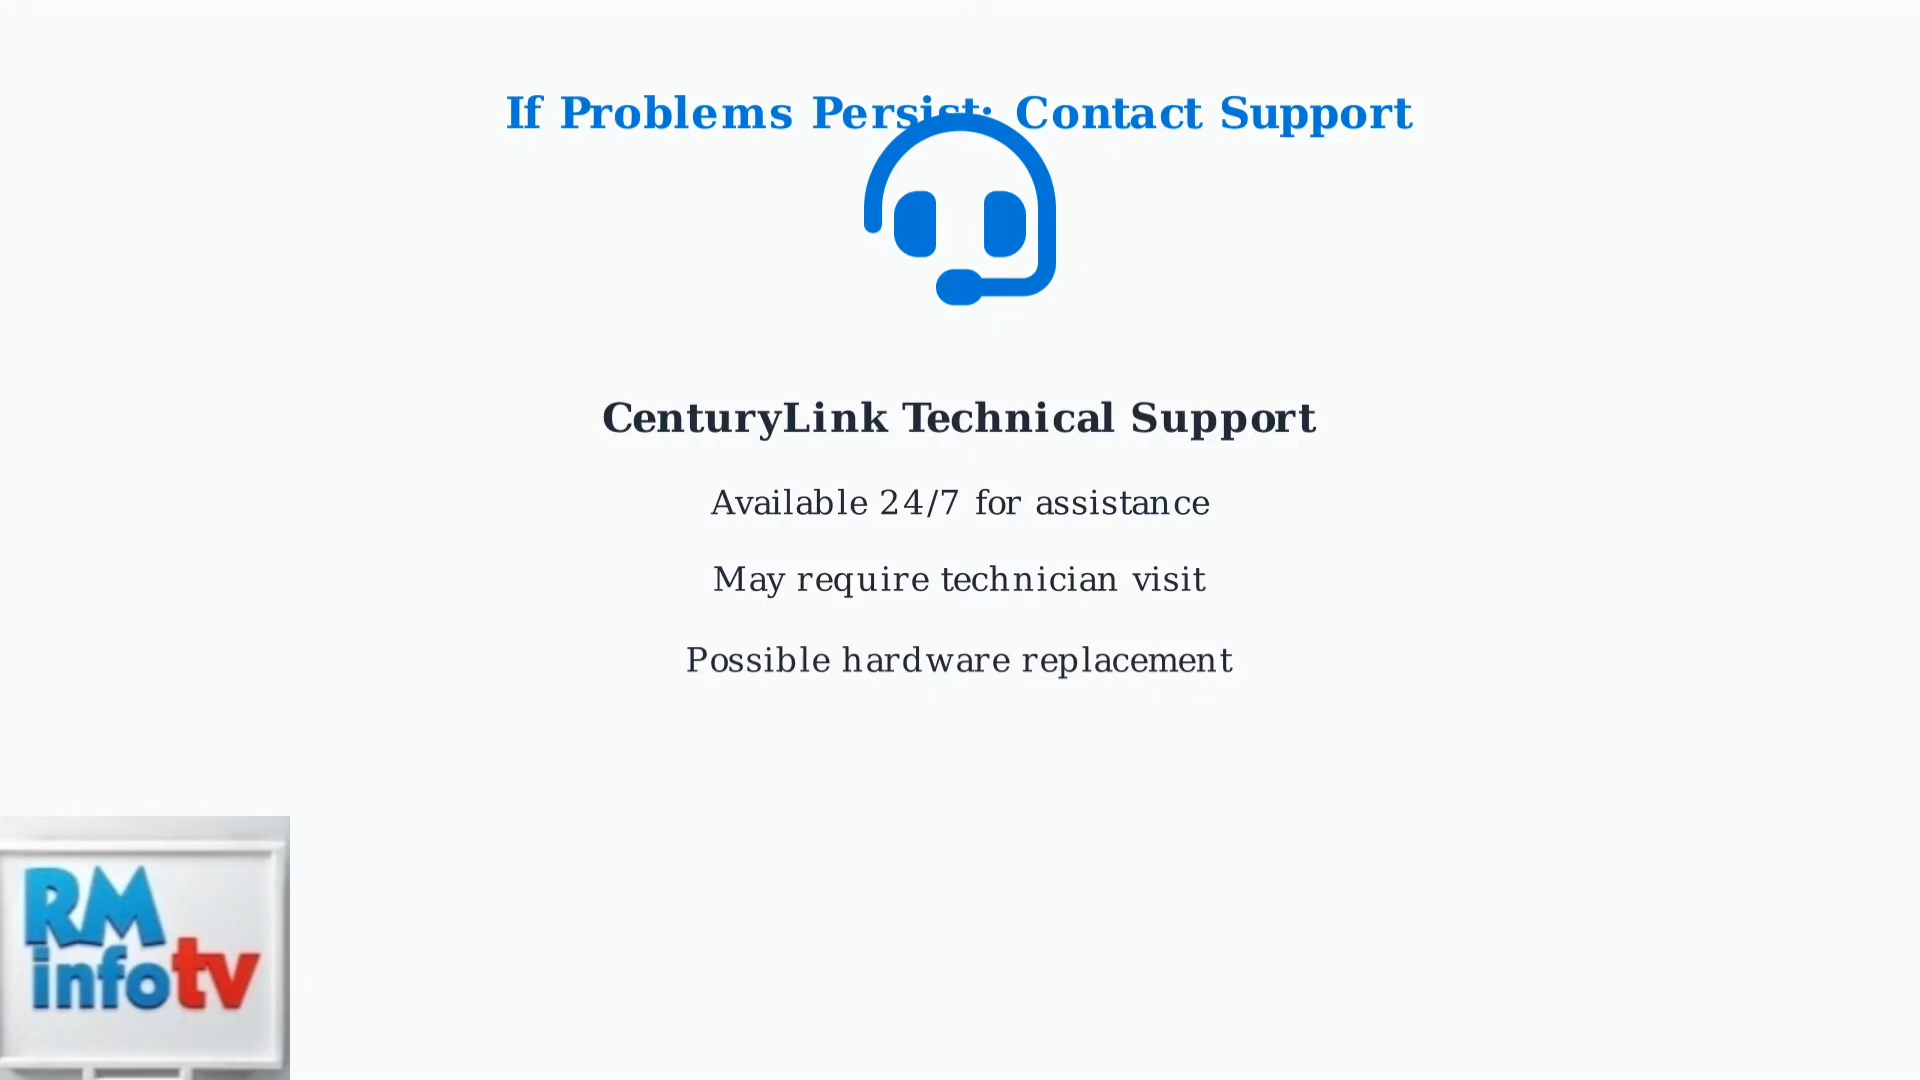 If Problems Persist: Contact Support
CenturyLink Technical Support
Available 24/7 for assistance
May require technician visit
Possible hardware replacement
RM
infotv